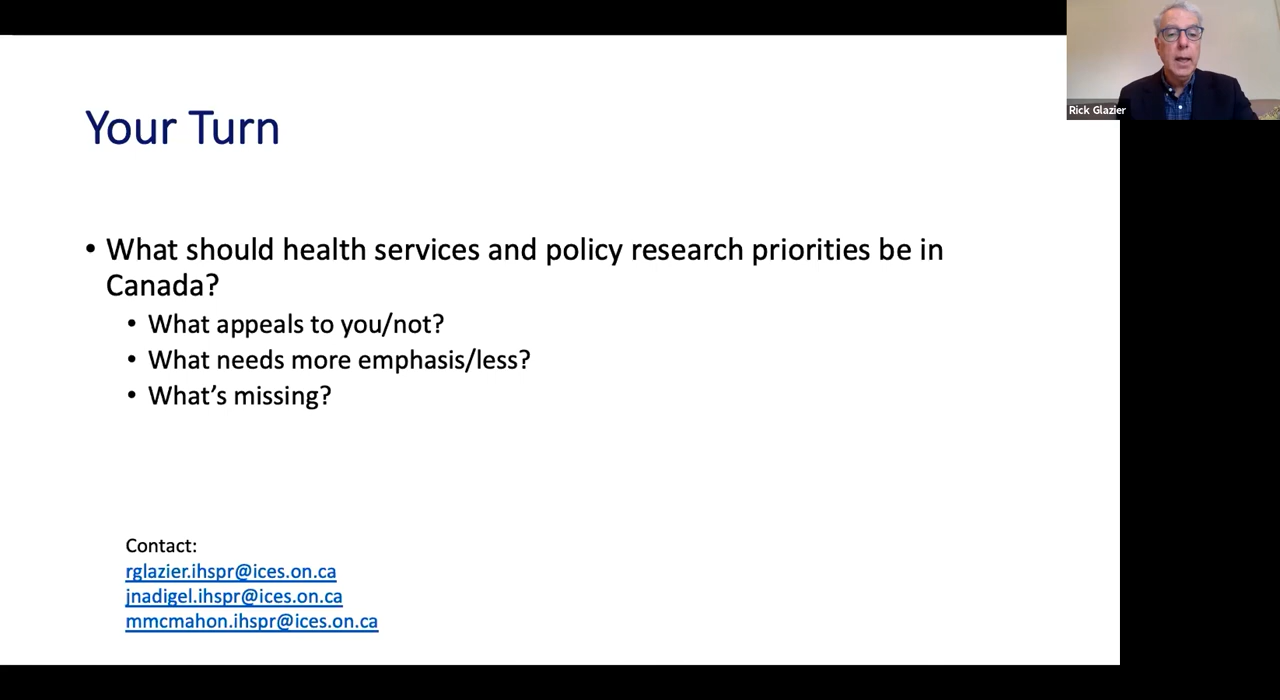 Your Turn
• What should health services and policy research priorities be in
Canada?
• What appeals to you/not?
• What needs more emphasis/less?
• What’s missing?
Contact:
rglazier.ihspr@ices.on.ca
jnadigel.ihspr@ices.on.ca
mmcmahon.ihspr@ices.on.ca
Rick Glazier